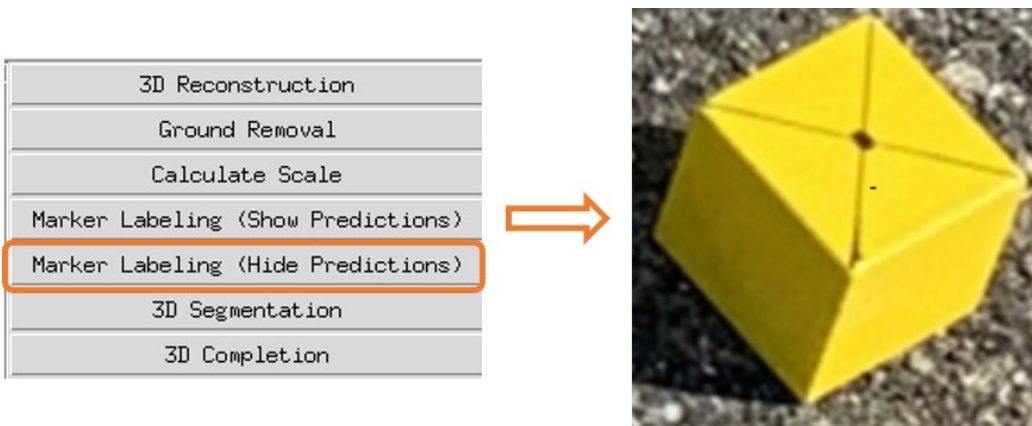 3D Reconstruction
Ground Removal
Calculate Scale
Marker Labeling (Show Predictions)
Marker Labeling (Hide Predictions)
3D Segmentation
3D Completion